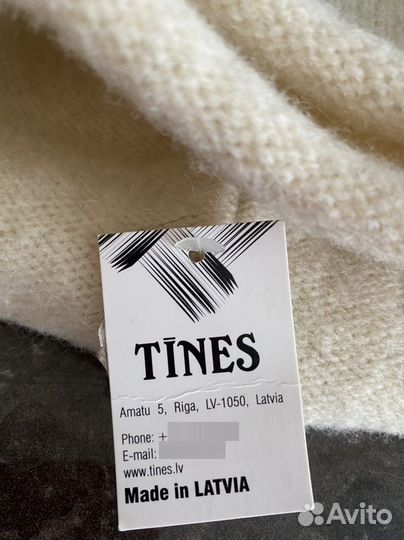 TĪNES
Amatu 5, Riga, LV-1050, Latvia
Phone: +
E-mail:
www.tines.lv
Made in LATVIA
Avito